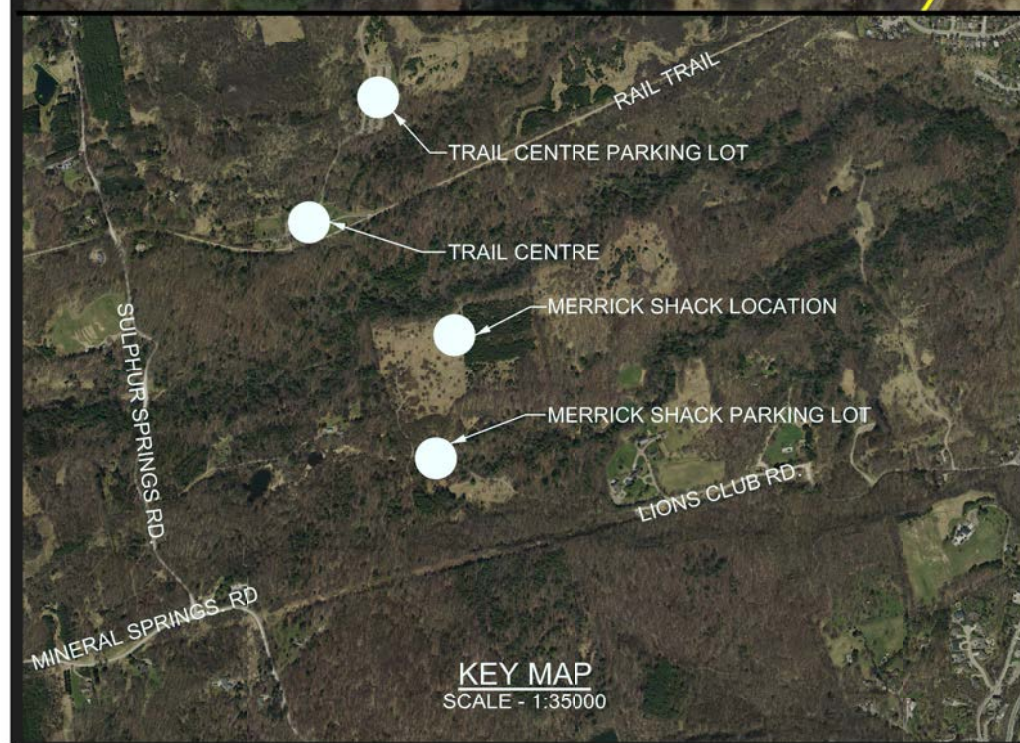 RAIL TRAIL
TRAIL CENTRE PARKING LOT
TRAIL CENTRE
MERRICK SHACK LOCATION
SULPHUR SPRINGS RD
MERRICK SHACK PARKING LOT
LIONS CLUB RD.
MINERAL SPRINGS RD
KEY MAP
SCALE - 1:35000